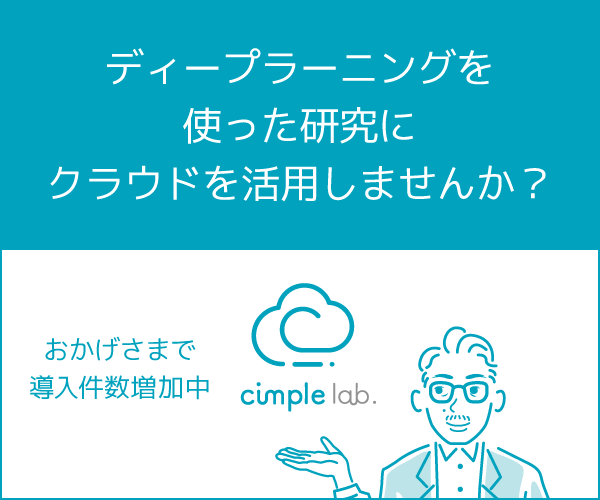 ディープラーニングを
使った研究に
クラウドを活用しませんか？
おかげさまで
導入件数増加中
cimple lab.